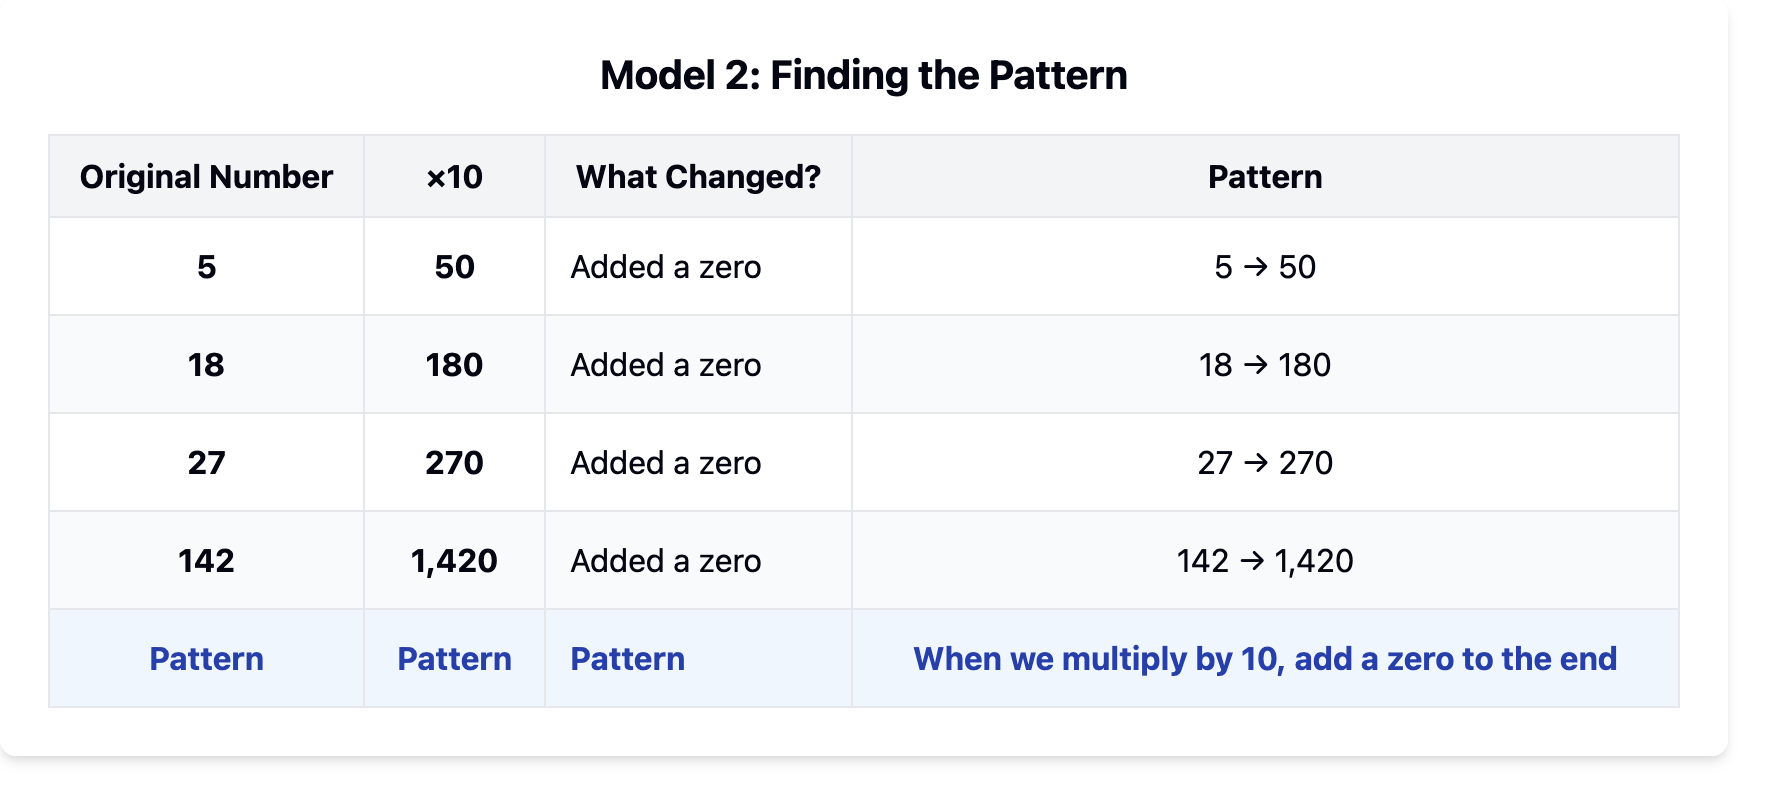 Model 2: Finding the Pattern
Original Number ×10 What Changed? Pattern
5 50 Added a zero 5 → 50
18 180 Added a zero 18 → 180
27 270 Added a zero 27 → 270
142 1,420 Added a zero 142 → 1,420
Pattern Pattern Pattern When we multiply by 10, add a zero to the end